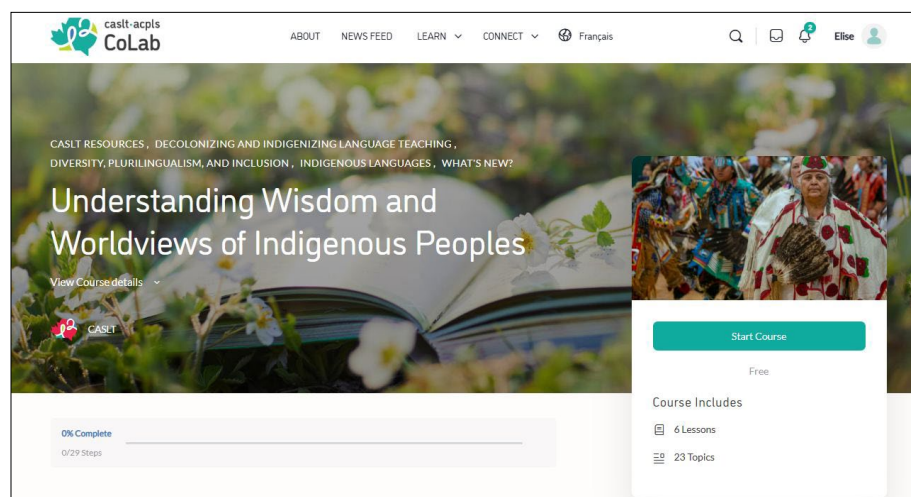 caslt·acpls
CoLab
ABOUT NEWS FEED LEARN CONNECT Français 2 Elise
CASLT RESOURCES , DECOLONIZING AND INDIGENIZING LANGUAGE TEACHING ,
DIVERSITY, PLURILINGUALISM, AND INCLUSION , INDIGENOUS LANGUAGES , WHAT'S NEW?
Understanding Wisdom and
Worldviews of Indigenous Peoples
View Course details
CASLT
Start Course
Free
Course Includes
6 Lessons
23 Topics
0% Complete
0/29 Steps